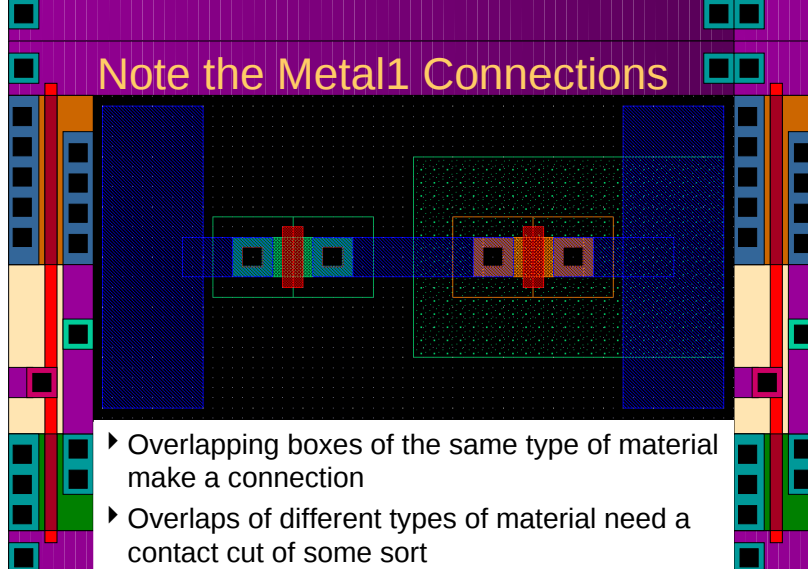 Note the Metal1 Connections
Overlapping boxes of the same type of material
make a connection
Overlaps of different types of material need a
contact cut of some sort